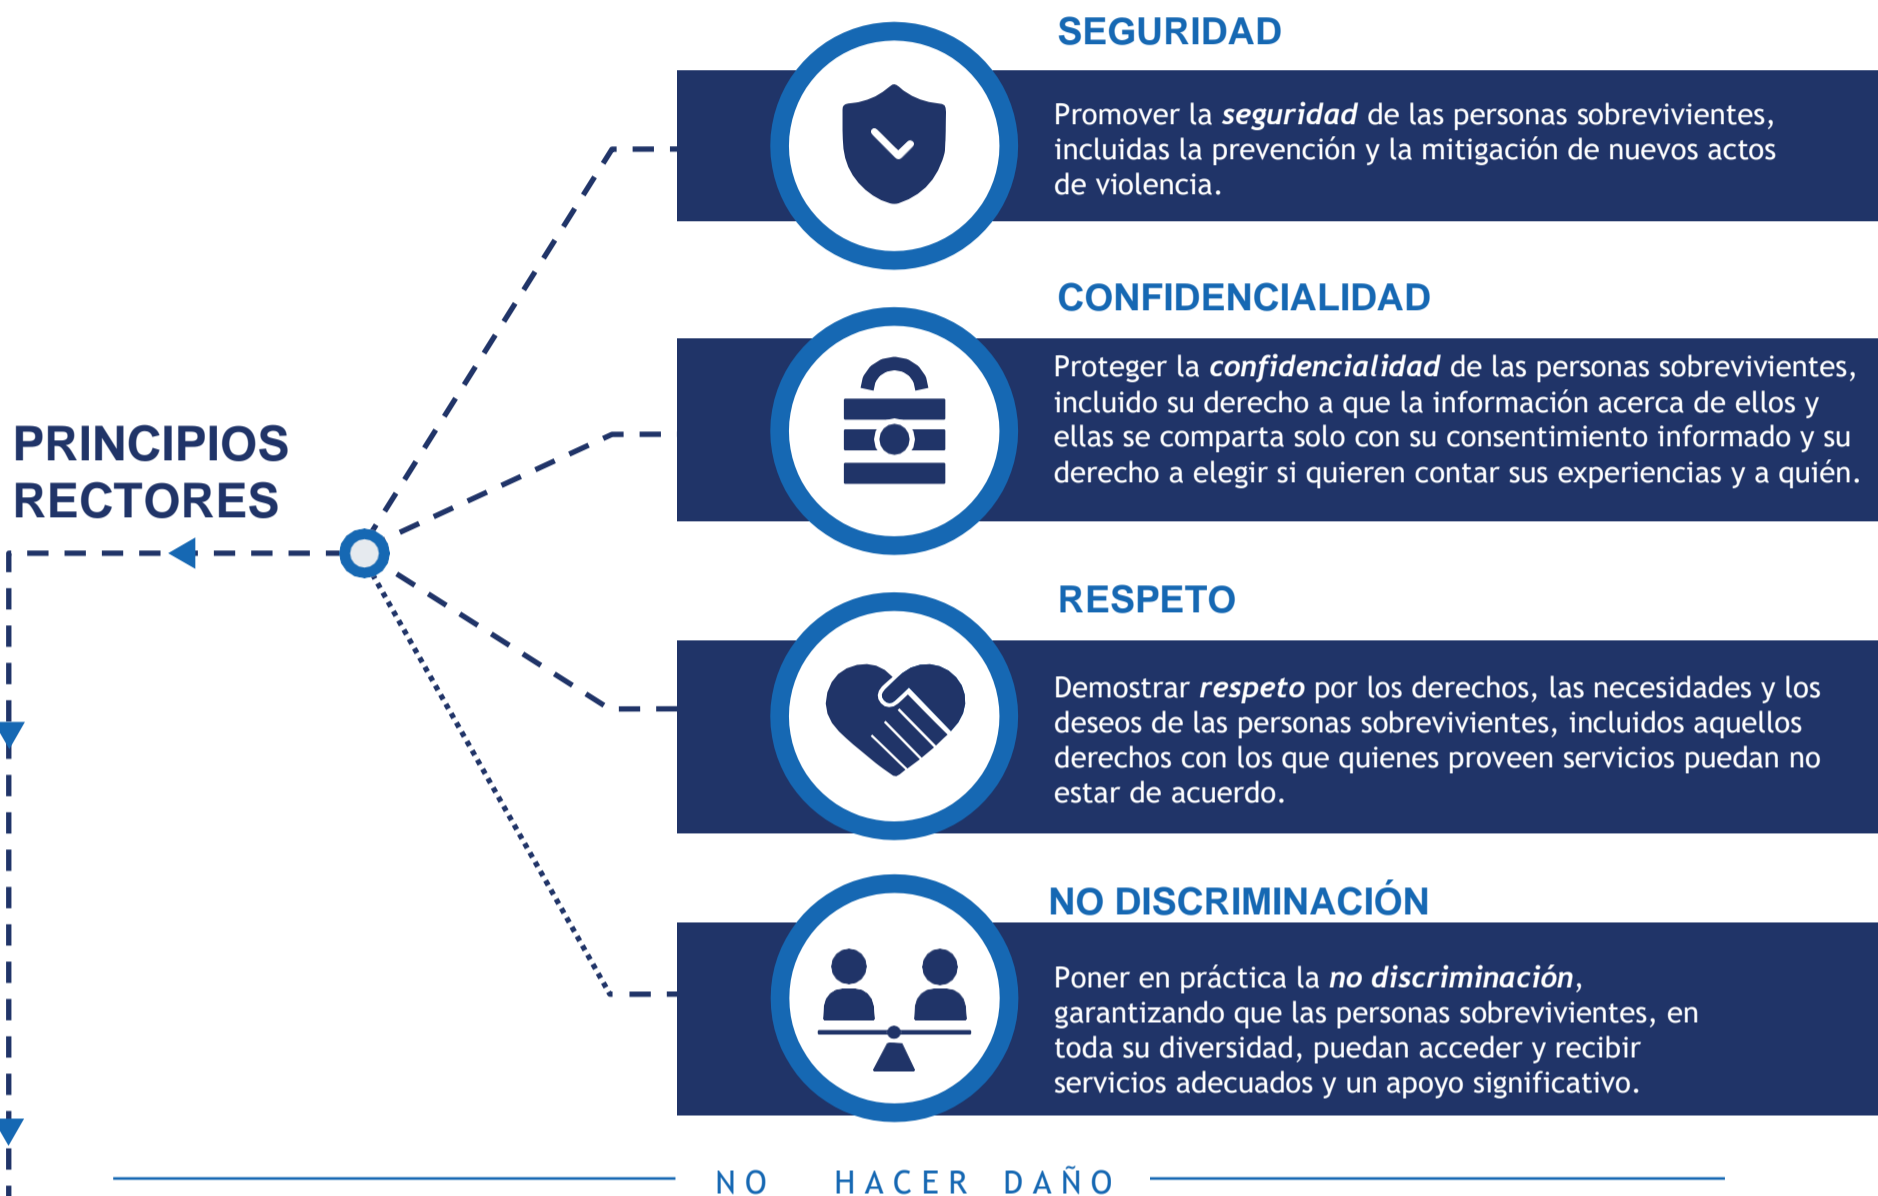 PRINCIPIOS
RECTORES
SEGURIDAD
Promover la seguridad de las personas sobrevivientes,
incluidas la prevención y la mitigación de nuevos actos
de violencia.
CONFIDENCIALIDAD
Proteger la confidencialidad de las personas sobrevivientes,
incluido su derecho a que la información acerca de ellos y
ellas se comparta solo con su consentimiento informado y su
derecho a elegir si quieren contar sus experiencias y a quién.
RESPETO
Demostrar respeto por los derechos, las necesidades y los
deseos de las personas sobrevivientes, incluidos aquellos
derechos con los que quienes proveen servicios puedan no
estar de acuerdo.
NO DISCRIMINACIÓN
Poner en práctica la no discriminación,
garantizando que las personas sobrevivientes, en
toda su diversidad, puedan acceder y recibir
servicios adecuados y un apoyo significativo.
NO HACER DAÑO